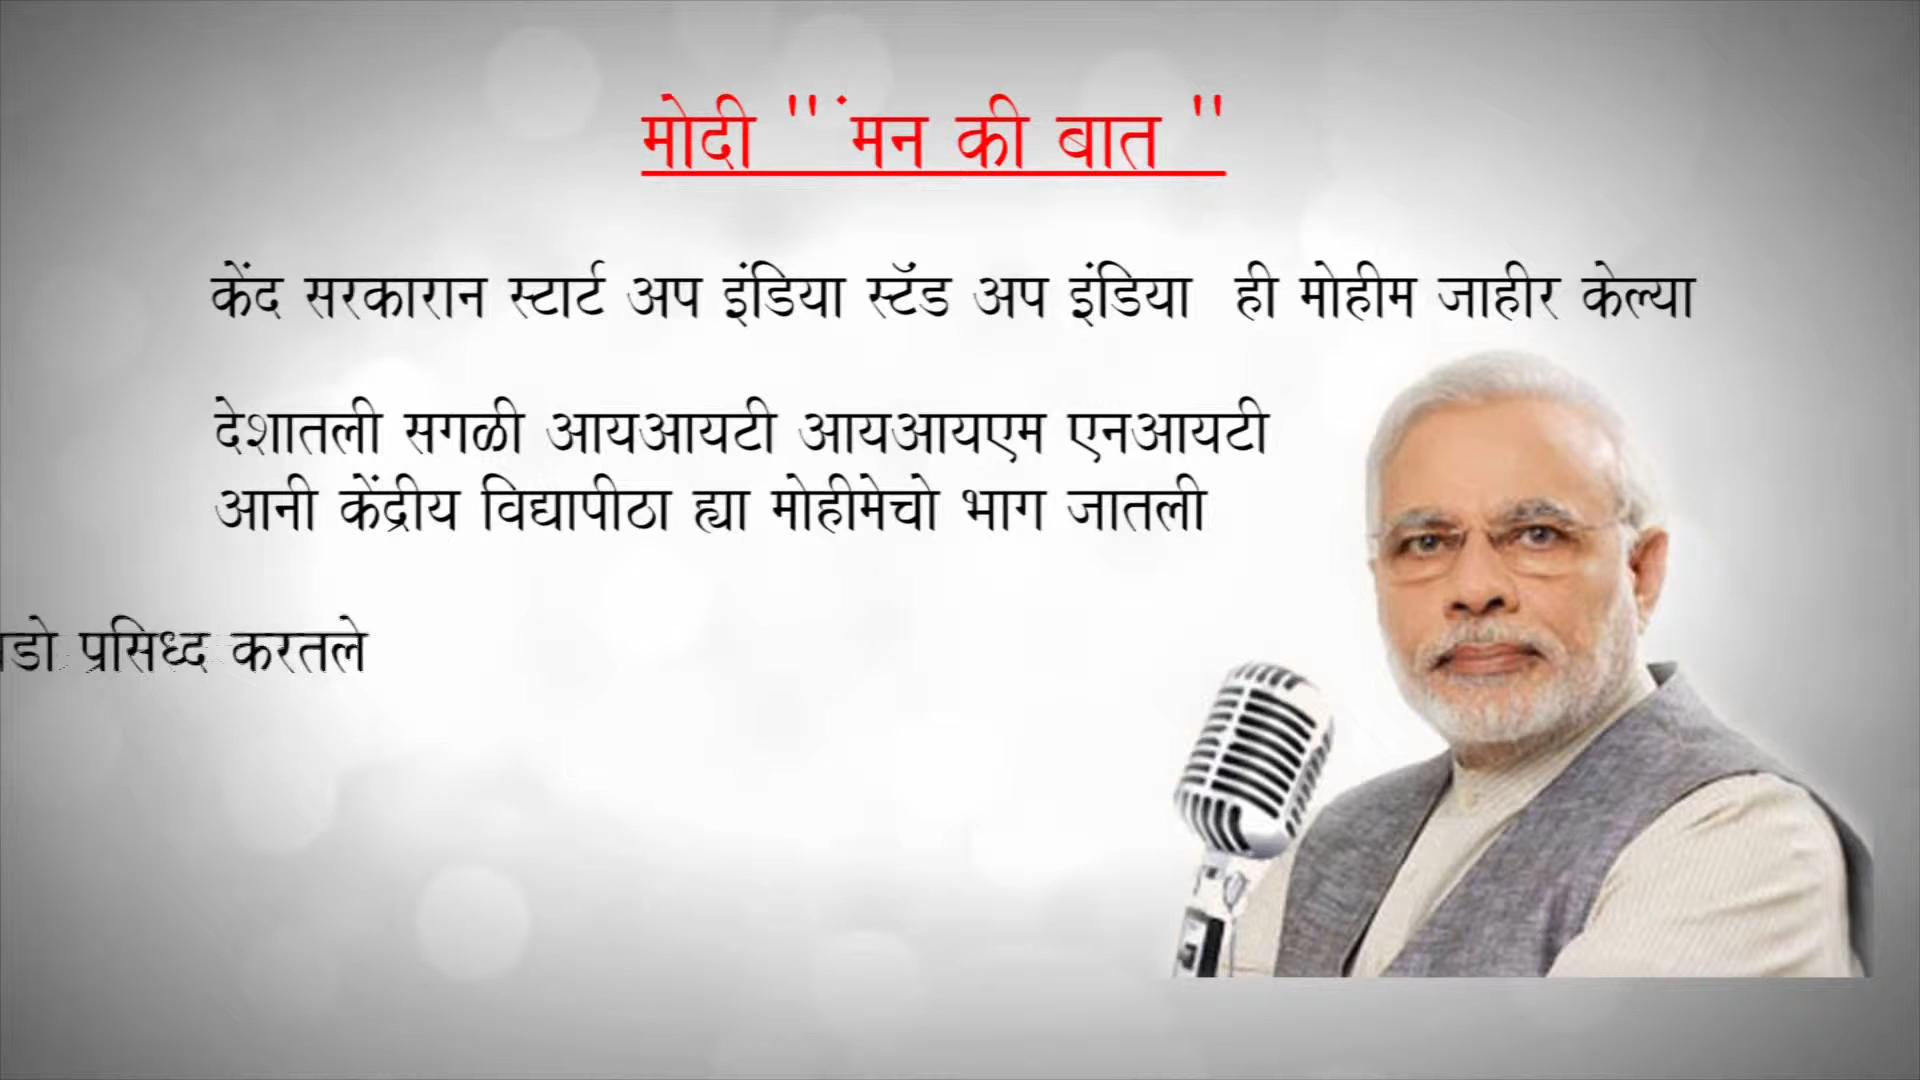 मोदी " ंमन की बात "
केंद सरकारान स्टार्ट अप इंडिया स्टॅंड अप इंडिया ही मोहीम जाहीर केल्या
देशातली सगळी आयआयटी आयआयएम एनआयटी
आनी केंद्रीय विद्यापीठा ह्या मोहीमेचो भाग जातली
प्रसिध्द करतले